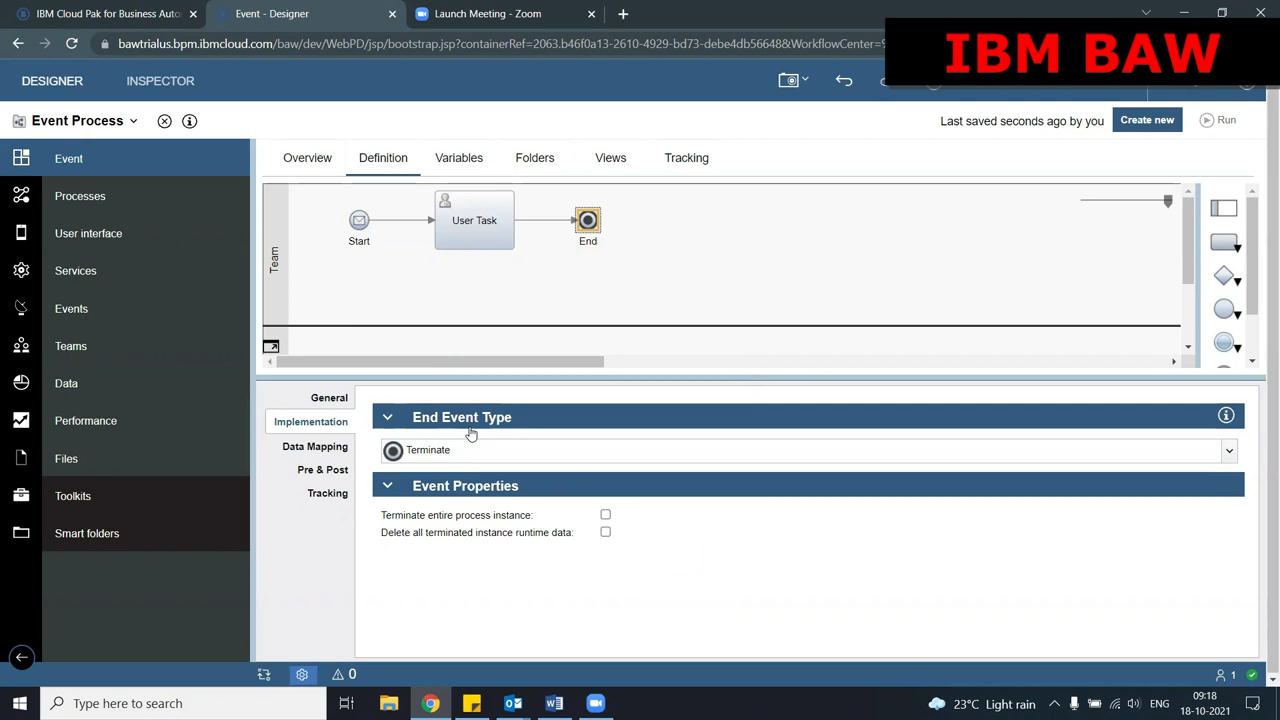 IBM Cloud Pak for Business Auto
Event - Designer
Launch Meeting - Zoom
bawtrialus.bpm.ibmcloud.com/baw/dev/WebPD/jsp/bootstrap.jsp?containerRef=2063.b46f0a13-2610-4929-bd73-debe4db56648&WorkflowCenter=
IBM BAW
DESIGNER
INSPECTOR
Event Process
Last saved seconds ago by you
Create new
Run
Event
Processes
User interface
Services
Events
Teams
Data
Performance
Files
Toolkits
Smart folders
Overview
Definition
Variables
Folders
Views
Tracking
Team
Start
User Task
End
General
Implementation
Data Mapping
Pre & Post
Tracking
End Event Type
Terminate
Event Properties
Terminate entire process instance:
Delete all terminated instance runtime data:
0
1
Type here to search
23°C Light rain
ENG
09:18
18-10-2021